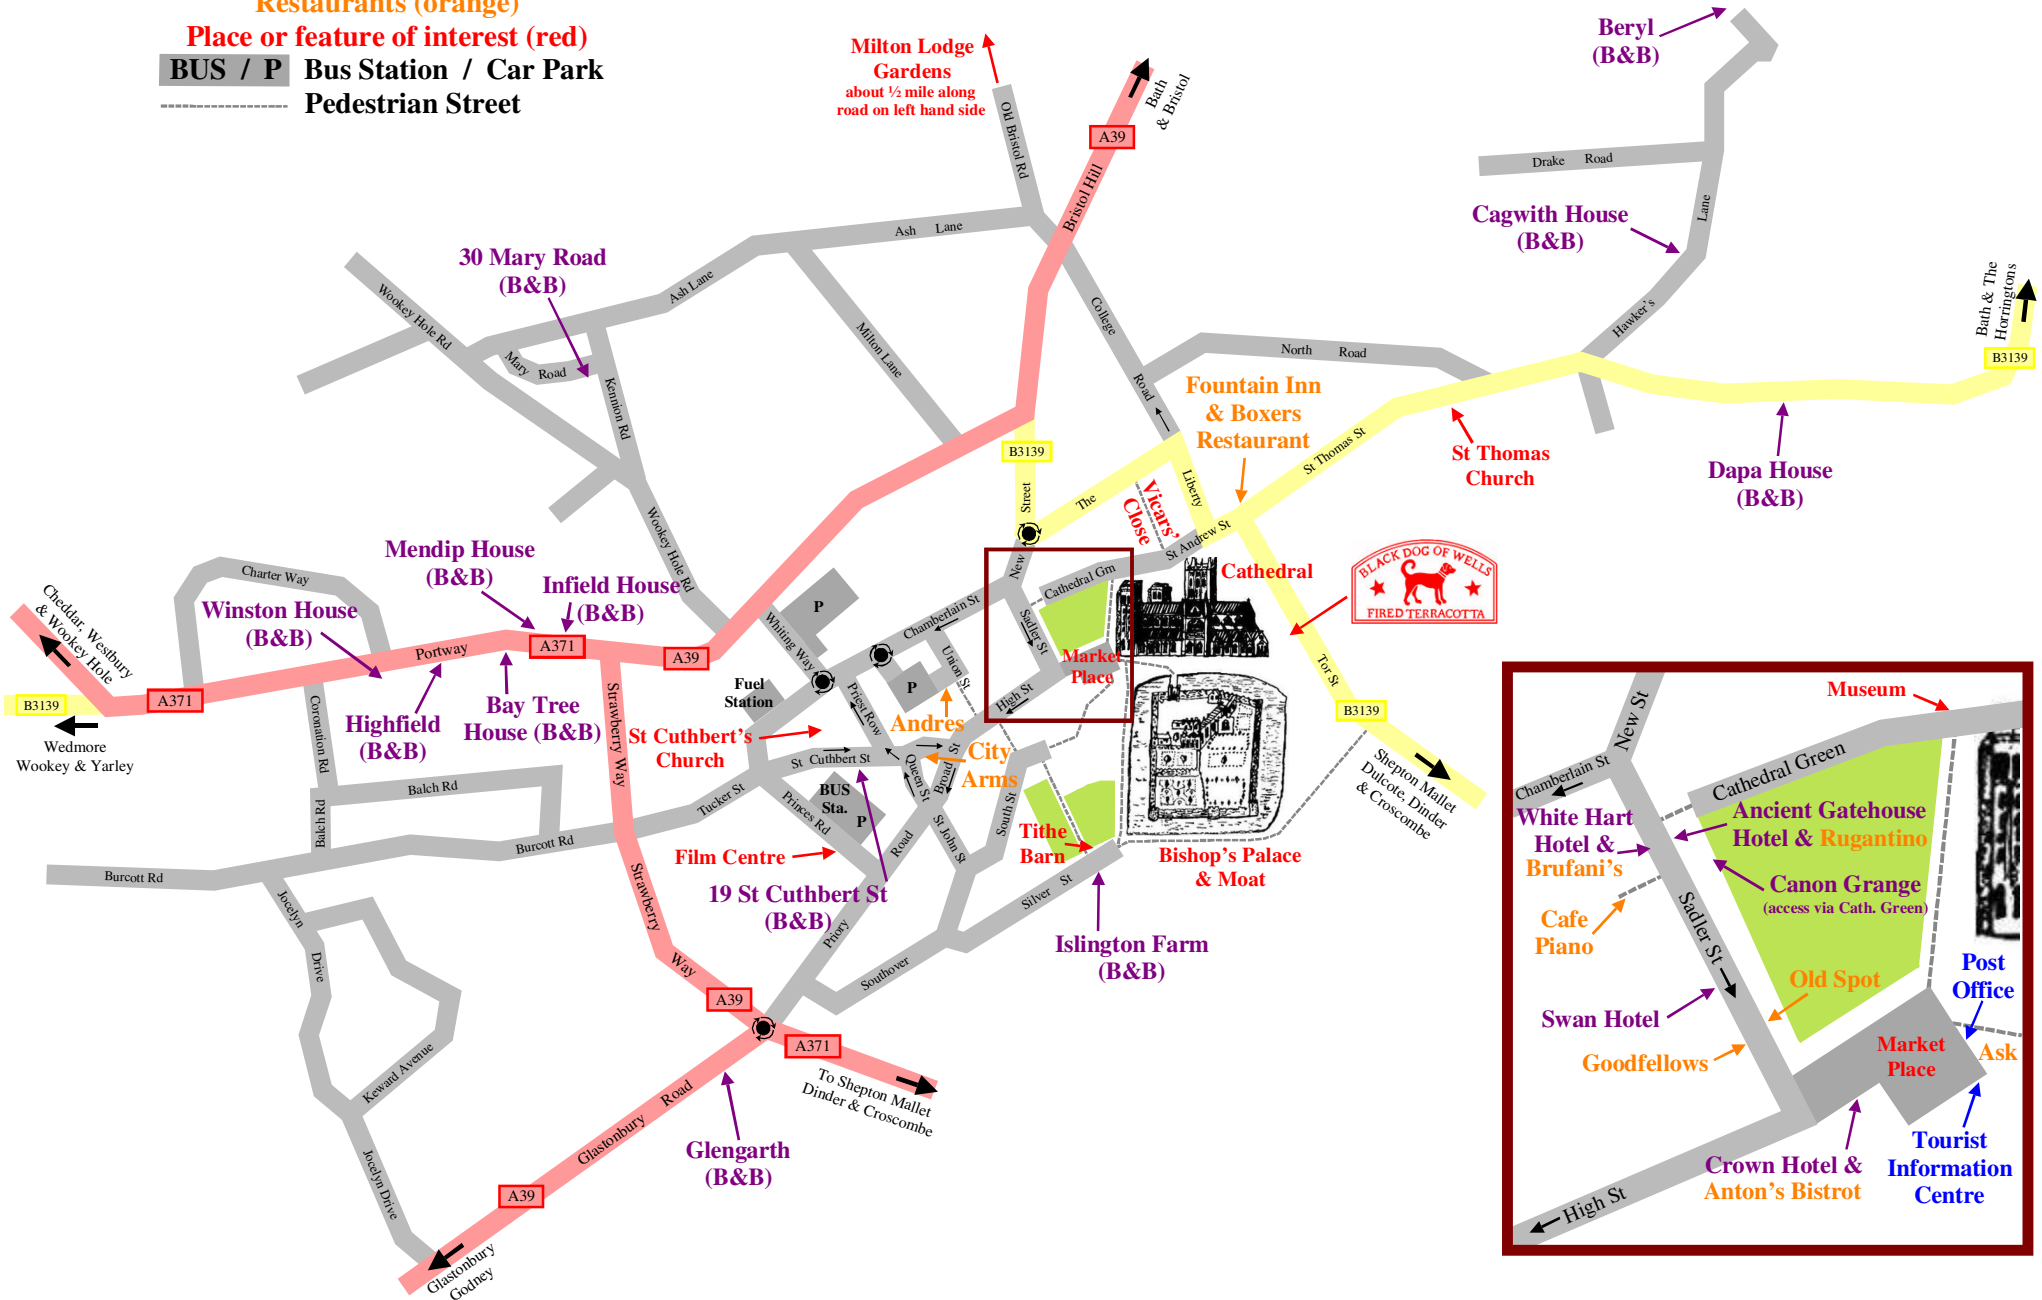 Restaurants (orange)
Place or feature of interest (red)
BUS / P Bus Station / Car Park
Pedestrian Street
Milton Lodge
Gardens
about ½ mile along
road on left hand side
Old Bristol Rd
A39
Bath
& Bristol
Bristol Hill
Beryl
(B&B)
Drake Road
Cagwith House
(B&B)
Lane
Hawker's
Bath & The
Horringtons
B3139
30 Mary Road
(B&B)
Ash Lane
Ash Lane
Wookey Hole Rd
Mary Road
Kennion Rd
Milton Lane
College
Road
North Road
Fountain Inn
& Boxers
Restaurant
St Thomas St
St Thomas
Church
Dapa House
(B&B)
B3139
Street
The
Liberty
Vicars'
Close
St Andrew St
New
Cathedral Grn
Cathedral
BLACK DOG OF WELLS
FIRED TERRACOTTA
Wookey Hole Rd
Mendip House
(B&B)
Infield House
(B&B)
Charter Way
Winston House
(B&B)
Cheddar, Westbury
& Wookey Hole
Portway
A371
A39
A371
B3139
Wedmore
Wookey & Yarley
Highfield
(B&B)
Bay Tree
House (B&B)
Coronation Rd
Strawberry Way
Whiting Way
P
Chamberlain St
Sadler St
Union St
P
Market
Place
High St
Fuel
Station
Priest Row
Andres
St Cuthbert's
Church
St Cuthbert St
City
Arms
Queen St
Broad St
Tor St
B3139
Shepton Mallet
Dulcote, Dinder
& Croscombe
Balch Rd
Balch Rd
Tucker St
Princes Rd
BUS
Sta.
P
South St
St John St
Tithe
Barn
Bishop's Palace
& Moat
Burcott Rd
Burcott Rd
Film Centre
19 St Cuthbert St
(B&B)
Road
Priory
Silver St
Southover
Islington Farm
(B&B)
Jocelyn
Drive
Strawberry
Way
A39
A371
To Shepton Mallet
Dinder & Croscombe
Keward Avenue
Glastonbury Road
Glengarth
(B&B)
Jocelyn Drive
A39
Glastonbury
Godney
New St
Museum
Chamberlain St
Cathedral Green
White Hart
Hotel &
Brufani's
Ancient Gatehouse
Hotel & Rugantino
Canon Grange
(access via Cath. Green)
Cafe
Piano
Sadler St
Old Spot
Post
Office
Swan Hotel
Goodfellows
Market
Place
Ask
Crown Hotel &
Anton's Bistrot
Tourist
Information
Centre
High St